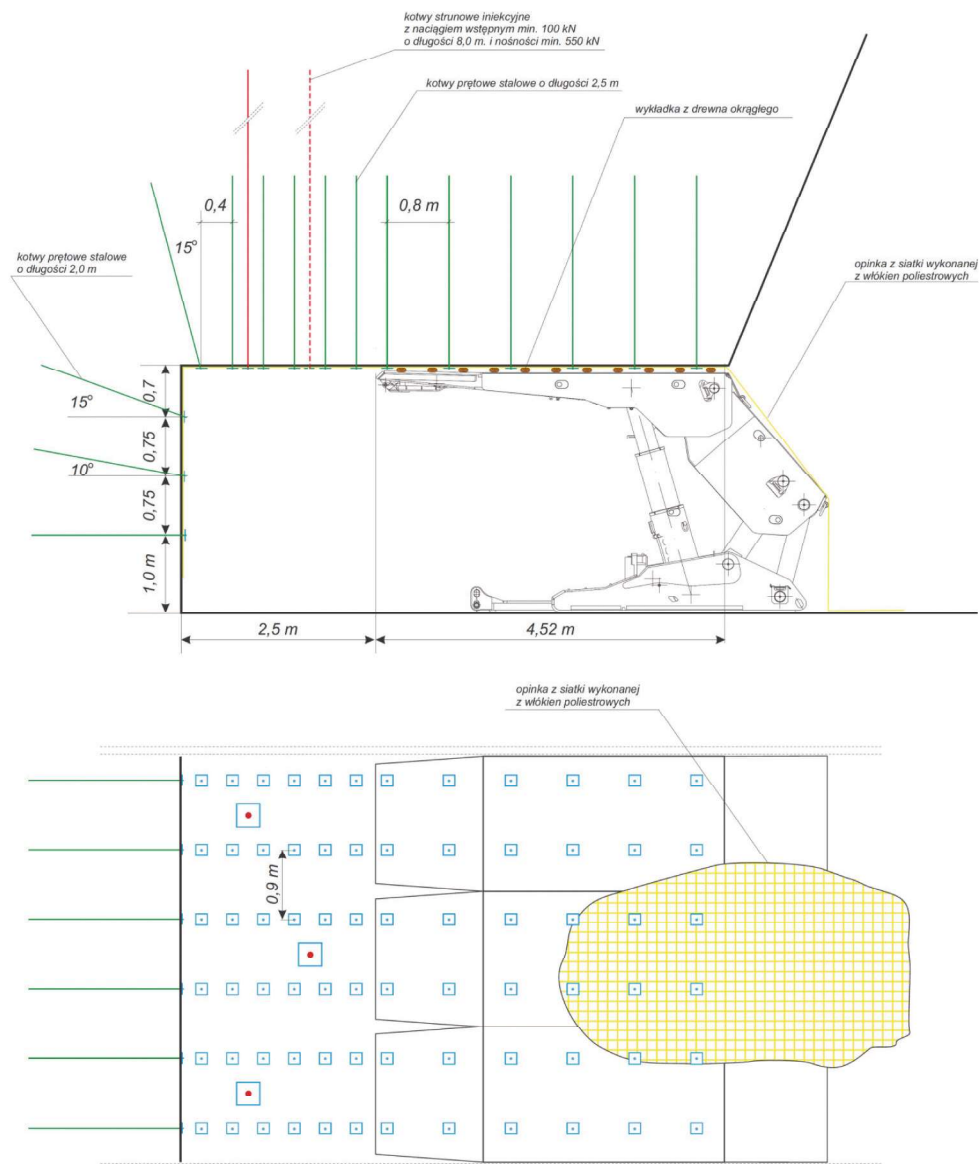 kotwy strunowe iniekcyjne
z naciągiem wstępnym min. 100 kN
o długości 8,0 m. i nośności min. 550 kN
kotwy prętowe stalowe o długości 2,5 m
wykładka z drewna okrągłego
0,4
0,8 m
15°
kotwy prętowe stalowe
o długości 2,0 m
opinka z siatki wykonanej
z włókien poliestrowych
0,7
15°
0,75
10°
0,75
1,0 m
2,5 m
4,52 m
opinka z siatki wykonanej
z włókien poliestrowych
0,9 m